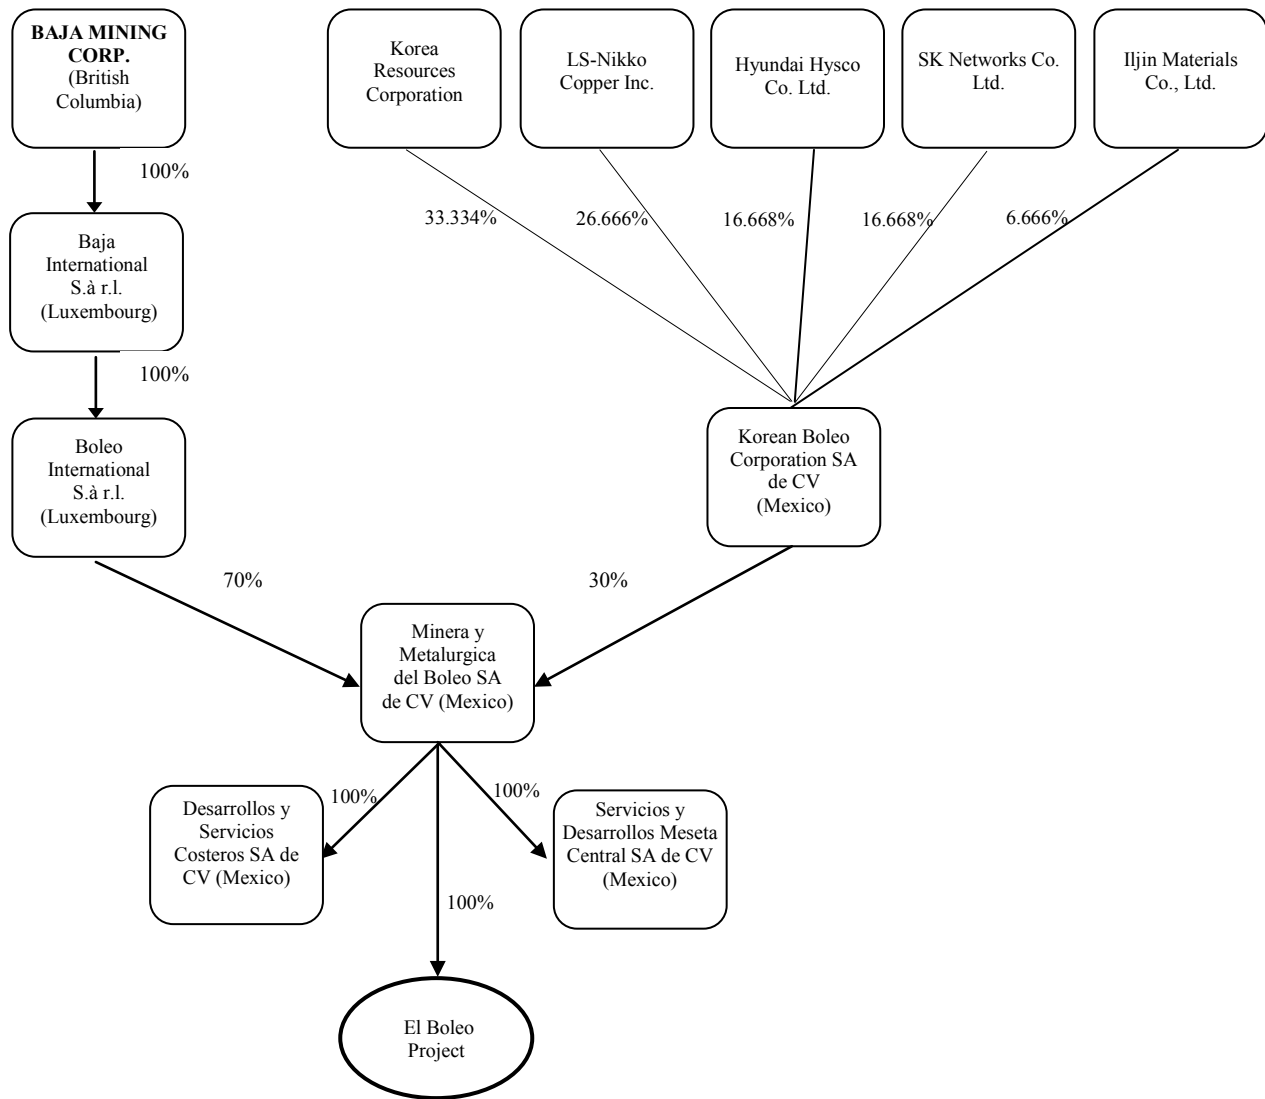 BAJA MINING
CORP.
(British
Columbia)
Korea
Resources
Corporation
LS-Nikko
Copper Inc.
Hyundai Hysco
Co. Ltd.
SK Networks Co.
Ltd.
Iljin Materials
Co., Ltd.
100%
33.334%
26.666%
16.668%
16.668%
6.666%
Baja
International
S.à r.l.
(Luxembourg)
100%
Boleo
International
S.à r.l.
(Luxembourg)
Korean Boleo
Corporation SA
de CV
(Mexico)
70%
30%
Minera y
Metalurgica
del Boleo SA
de CV (Mexico)
100%
100%
Desarrollos y
Servicios
Costeros SA de
CV (Mexico)
Servicios y
Desarrollos Meseta
Central SA de CV
(Mexico)
100%
El Boleo
Project